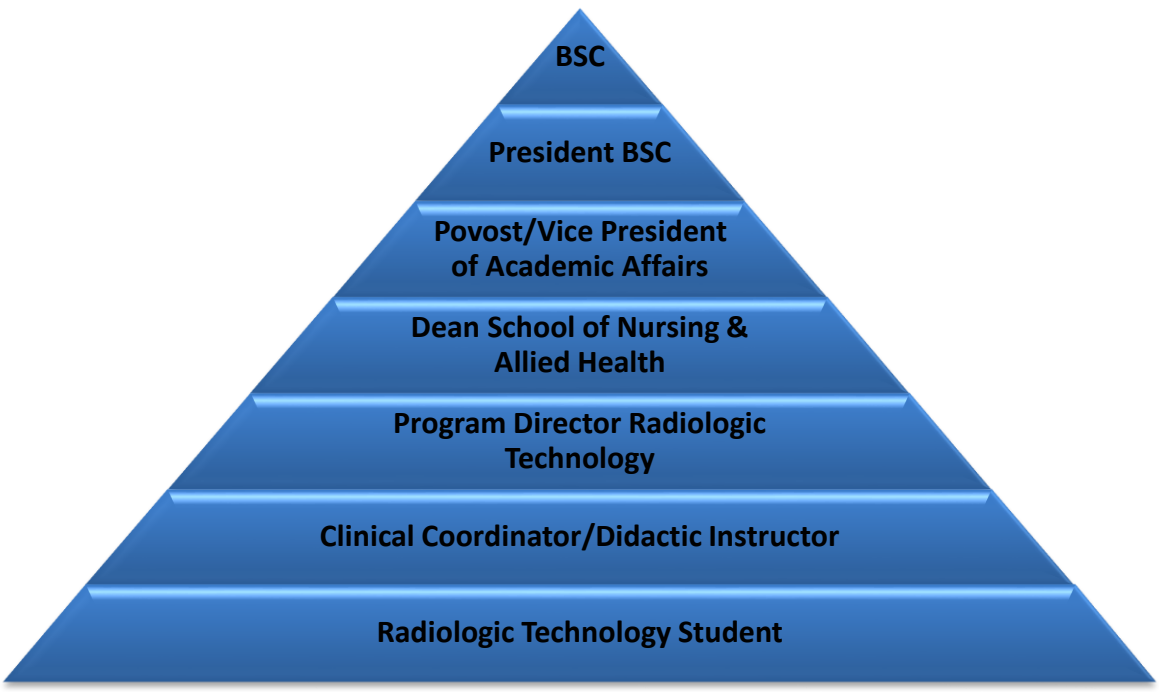 BSC
President BSC
Povost/Vice President
of Academic Affairs
Dean School of Nursing &
Allied Health
Program Director Radiologic
Technology
Clinical Coordinator/Didactic Instructor
Radiologic Technology Student